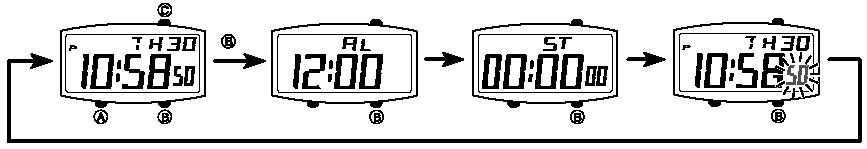 Ⓒ
TH 30
P 10:58 50
Ⓐ Ⓑ
Ⓑ
AL
12:00
Ⓑ
ST
00:00 00
Ⓑ
TH 30
P 10:58 50
Ⓑ